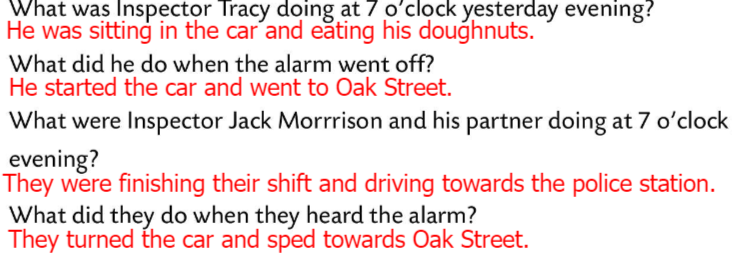 What was Inspector Tracy doing at 7 o'clock yesterday evening?
He was sitting in the car and eating his doughnuts.
What did he do when the alarm went off?
He started the car and went to Oak Street.
What were Inspector Jack Morrrison and his partner doing at 7 o'clock
evening?
They were finishing their shift and driving towards the police station.
What did they do when they heard the alarm?
They turned the car and sped towards Oak Street.